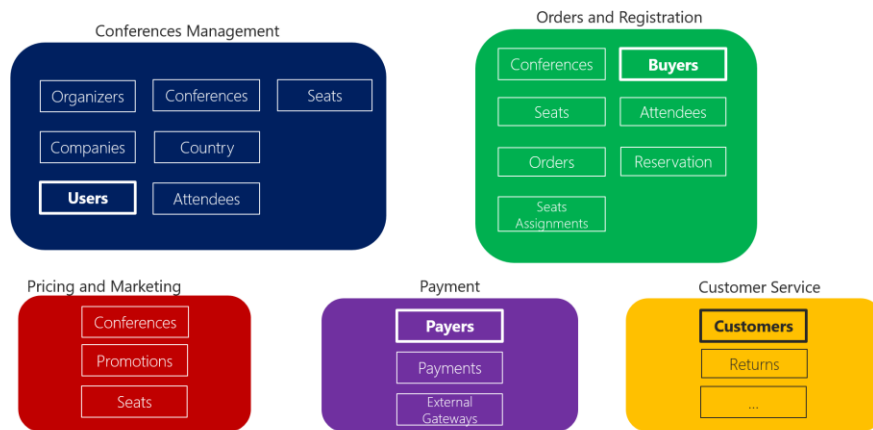 Conferences Management
Organizers
Conferences
Seats
Companies
Country
Users
Attendees
Orders and Registration
Conferences
Buyers
Seats
Attendees
Orders
Reservation
Seats
Assignments
Pricing and Marketing
Conferences
Promotions
Seats
Payment
Payers
Payments
External
Gateways
Customer Service
Customers
Returns
...